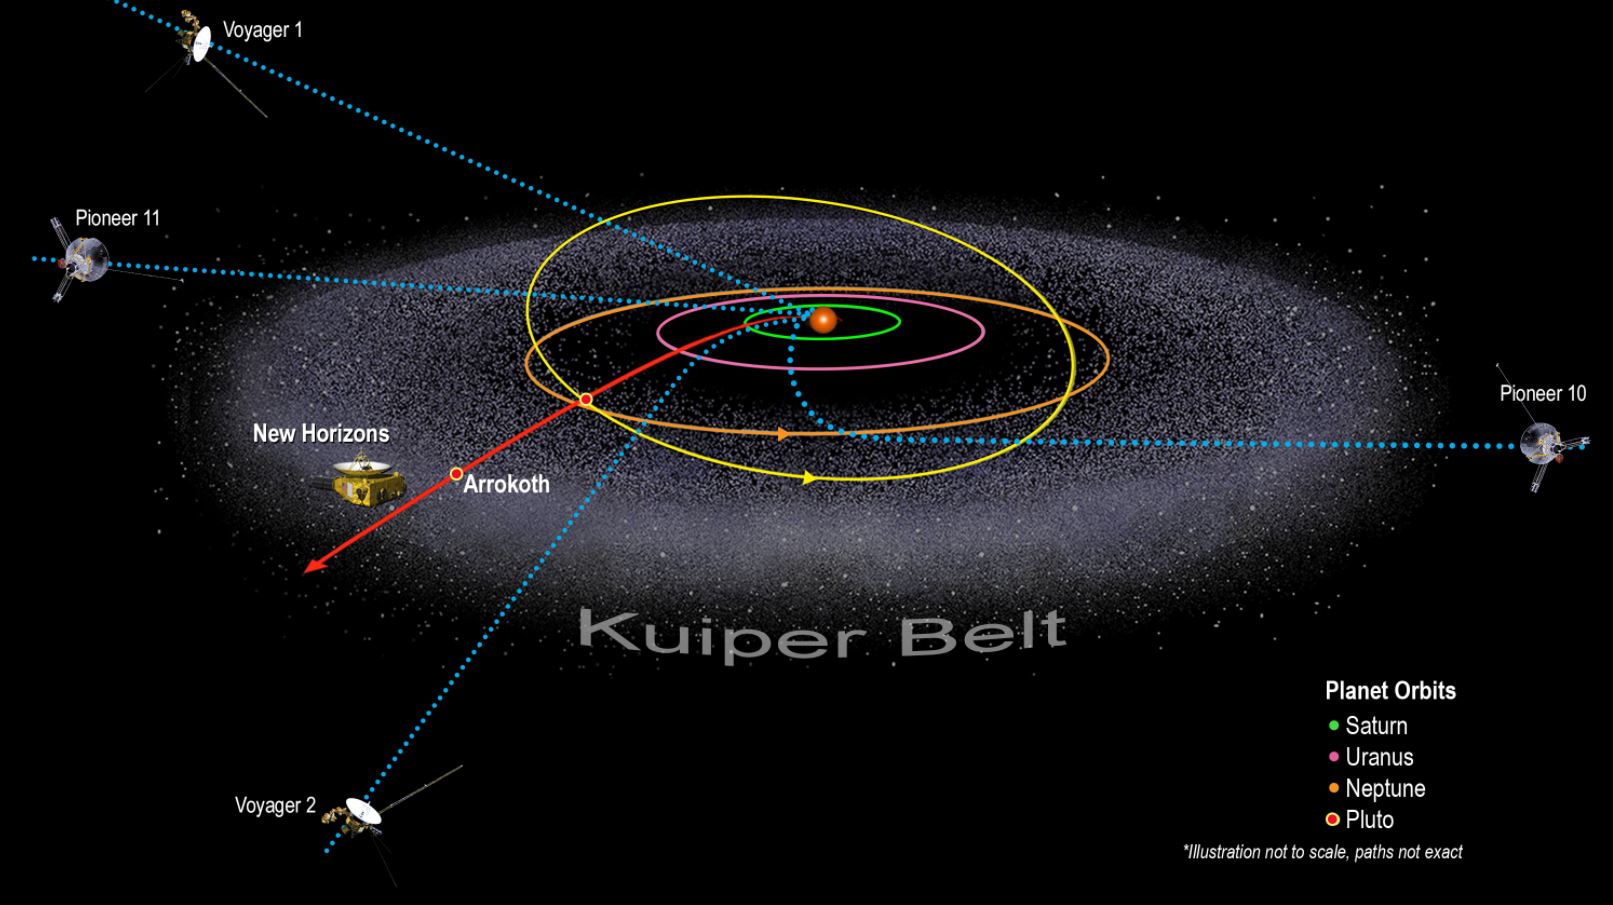 Voyager 1
Pioneer 11
Pioneer 10
New Horizons
Arrokoth
Kuiper Belt
Planet Orbits
Saturn
Uranus
Neptune
Voyager 2
Pluto
*Illustration not to scale, paths not exact